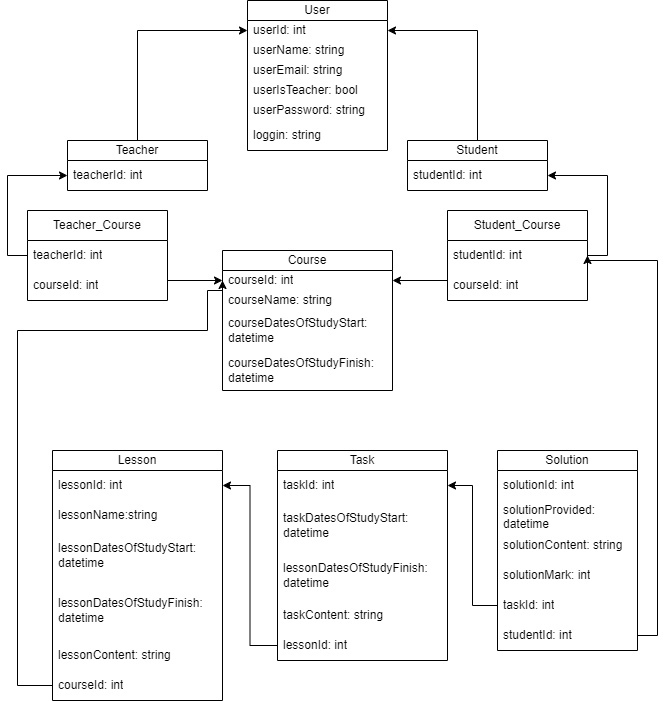 User
userId: int
userName: string
userEmail: string
userIsTeacher: bool
userPassword: string
loggin: string
Teacher
teacherId: int
Student
studentId: int
Teacher_Course
teacherId: int
courseId: int
Student_Course
studentId: int
courseId: int
Course
courseId: int
courseName: string
courseDatesOfStudyStart:
datetime
courseDatesOfStudyFinish:
datetime
Lesson
lessonId: int
lessonName:string
lessonDatesOfStudyStart:
datetime
lessonDatesOfStudyFinish:
datetime
lessonContent: string
courseId: int
Task
taskId: int
taskDatesOfStudyStart:
datetime
lessonDatesOfStudyFinish:
datetime
taskContent: string
lessonId: int
Solution
solutionId: int
solutionProvided:
datetime
solutionContent: string
solutionMark: int
taskId: int
studentId: int